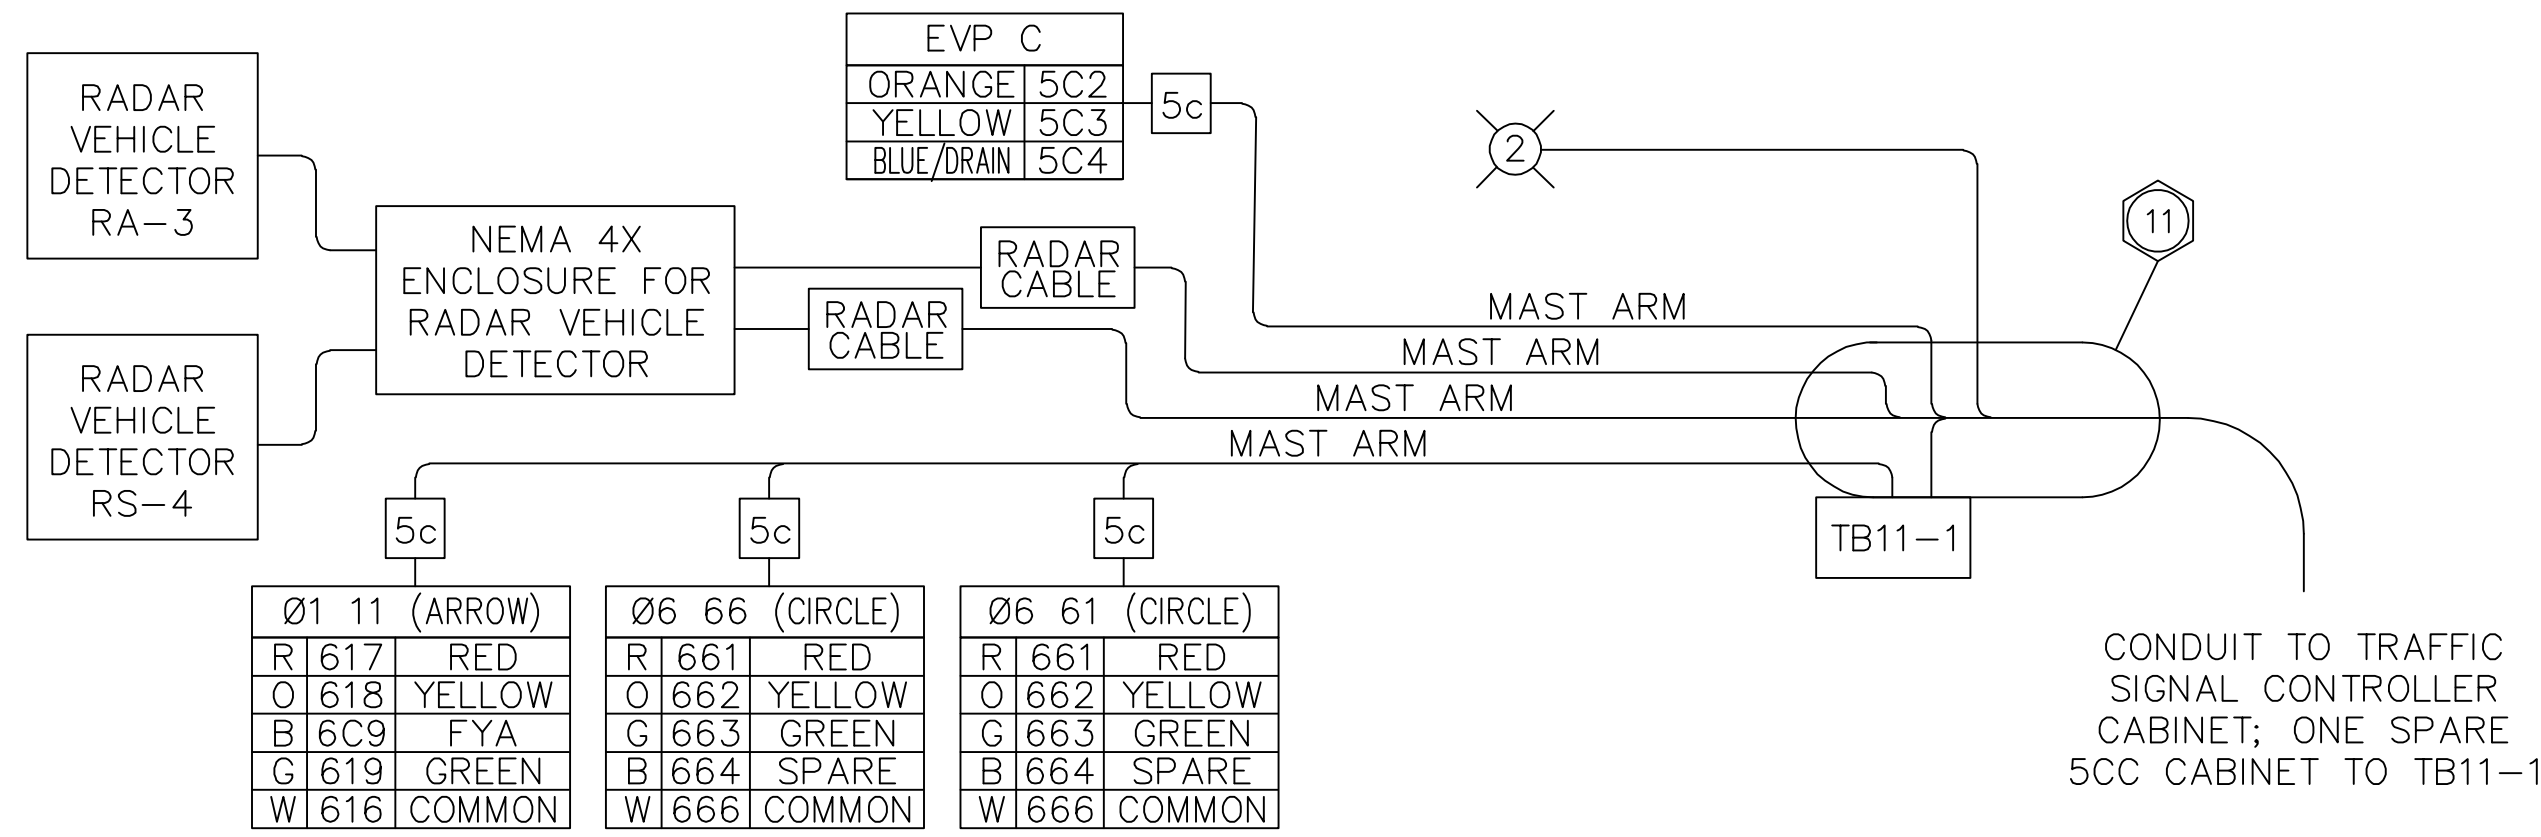 EVP C
ORANGE 5C2
YELLOW 5C3
BLUE/DRAIN 5C4
5c
RADAR
VEHICLE
DETECTOR
RA-3
RADAR
VEHICLE
DETECTOR
RS-4
NEMA 4X
ENCLOSURE FOR
RADAR VEHICLE
DETECTOR
RADAR
CABLE
RADAR
CABLE
2
11
MAST ARM
MAST ARM
MAST ARM
MAST ARM
TB11-1
5c
5c
5c
Ø1 11 (ARROW)
R 617 RED
O 618 YELLOW
B 6C9 FYA
G 619 GREEN
W 616 COMMON
Ø6 66 (CIRCLE)
R 661 RED
O 662 YELLOW
G 663 GREEN
B 664 SPARE
W 666 COMMON
Ø6 61 (CIRCLE)
R 661 RED
O 662 YELLOW
G 663 GREEN
B 664 SPARE
W 666 COMMON
CONDUIT TO TRAFFIC
SIGNAL CONTROLLER
CABINET; ONE SPARE
5CC CABINET TO TB11-1